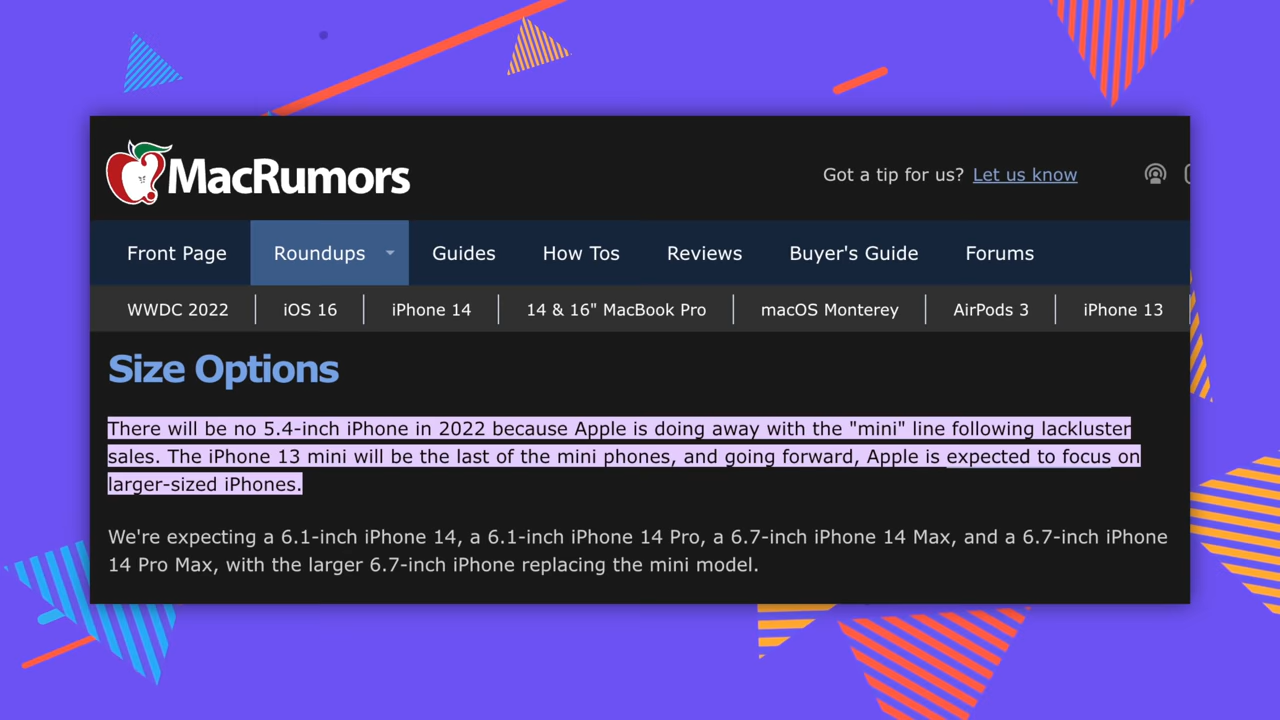 MacRumors
Got a tip for us? Let us know
Front Page Roundups Guides How Tos Reviews Buyer's Guide Forums
WWDC 2022 iOS 16 iPhone 14 14 & 16" MacBook Pro macOS Monterey AirPods 3 iPhone 13
Size Options
There will be no 5.4-inch iPhone in 2022 because Apple is doing away with the "mini" line following lackluster
sales. The iPhone 13 mini will be the last of the mini phones, and going forward, Apple is expected to focus on
larger-sized iPhones.
We're expecting a 6.1-inch iPhone 14, a 6.1-inch iPhone 14 Pro, a 6.7-inch iPhone 14 Max, and a 6.7-inch iPhone
14 Pro Max, with the larger 6.7-inch iPhone replacing the mini model.